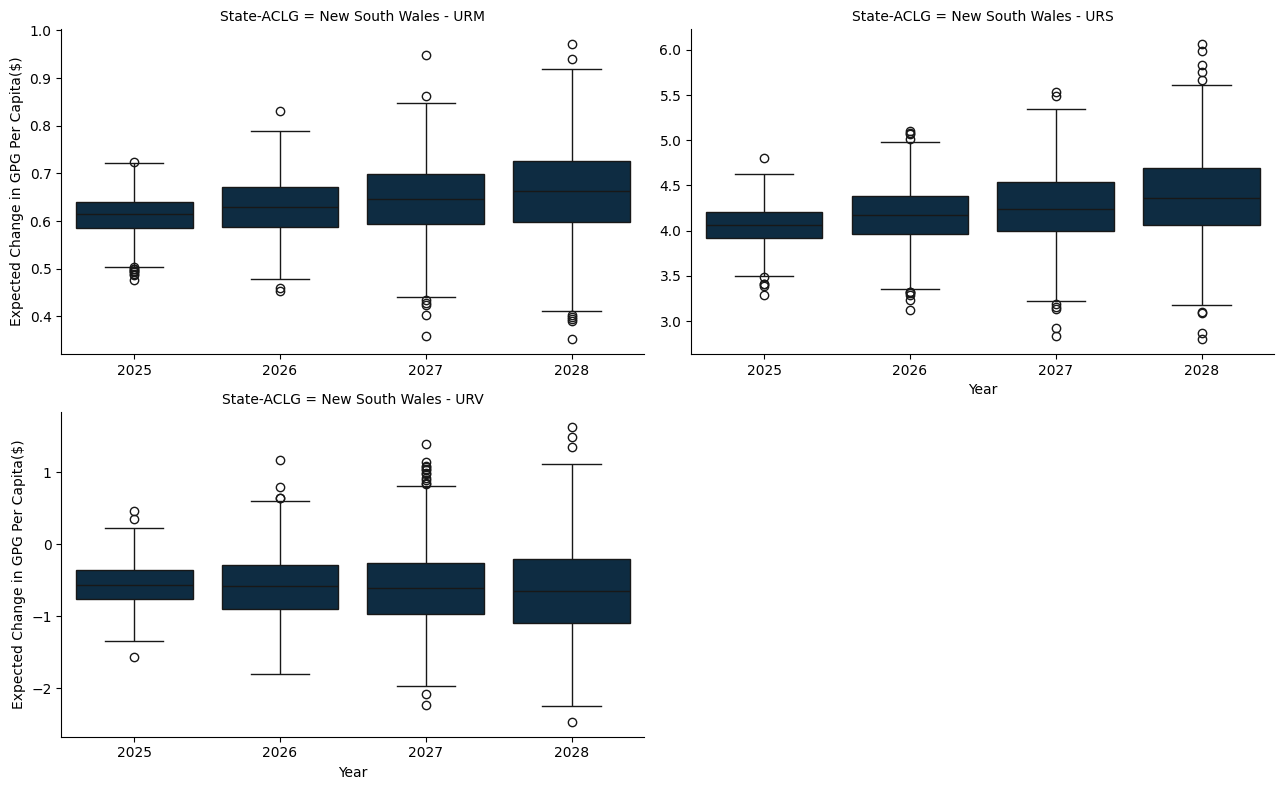 State-ACLG = New South Wales - URM
Expected Change in GPG Per Capita($)
1.0
0.9
0.8
0.7
0.6
0.5
0.4
2025 2026 2027 2028
State-ACLG = New South Wales - URS
6.0
5.5
5.0
4.5
4.0
3.5
3.0
2025 2026 2027 2028
Year
State-ACLG = New South Wales - URV
Expected Change in GPG Per Capita($)
1
0
−1
−2
2025 2026 2027 2028
Year